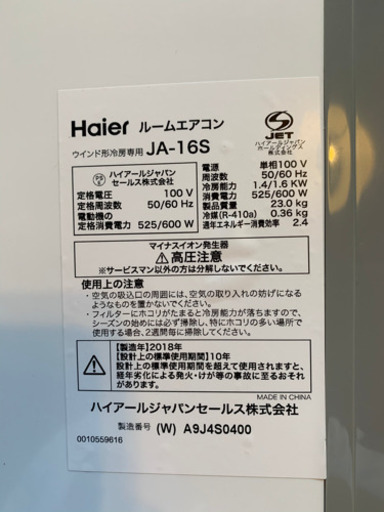 Haier ルームエアコン
ウインド形冷房専用 JA-16S
JET
ハイアールジャパン
ホールディングス
株式会社
PSE
ハイアールジャパン
セールス株式会社
定格電圧 100 V
定格周波数 50/60 Hz
電動機の
定格消費電力 525/600 W
電源 単相100 V
周波数 50/60 Hz
冷房能力 1.4/1.6 KW
消費電力 525/600 W
製品質量 23.0 kg
冷媒(R-410a) 0.36 kg
通年エネルギー消費効率 2.4
マイナスイオン発生器
高圧注意
※サービスマン以外の方は分解しないでください。
使用上の注意
・空気の吸込口の周囲には、空気の取り入れの妨げになる
ようなものを置かないでください。
・フィルターにホコリがたまると冷房能力が落ちますので、
シーズンの始めには必ず掃除し、特にホコリの多い場所で
使用の場合、2週間毎に掃除してください。
【製造年】2018年
【設計上の標準使用期間】10年
設計上の標準使用期間を超えて使用されますと、
経年劣化による発火・けが等の事故に至るおそれ
があります。
MADE IN CHINA
ハイアールジャパンセールス株式会社
製造番号 (W) A9J4S0400
0010559616